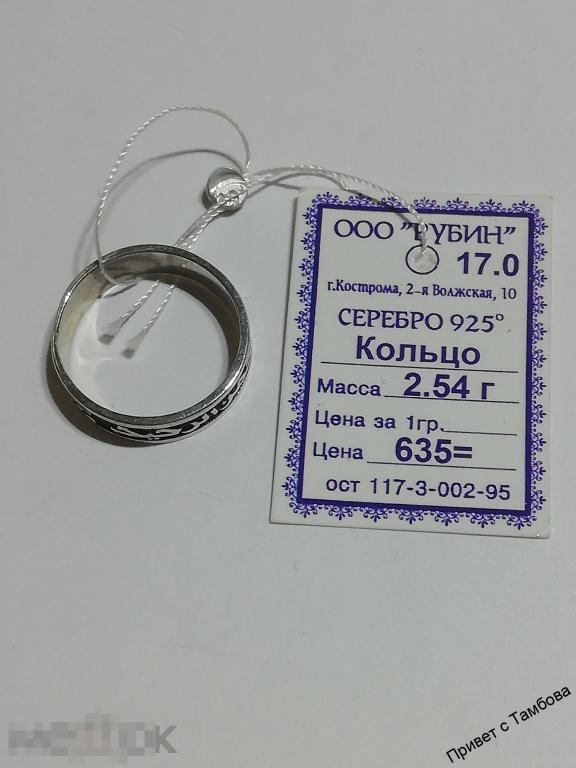 ООО "РУБИН"
17.0
г.Кострома, 2-я Волжская, 10
СЕРЕБРО 925°
Кольцо
Масса 2.54 г
Цена за 1гр.
Цена 635=
ост 117-3-002-95
мешок
Привет с Тамбова